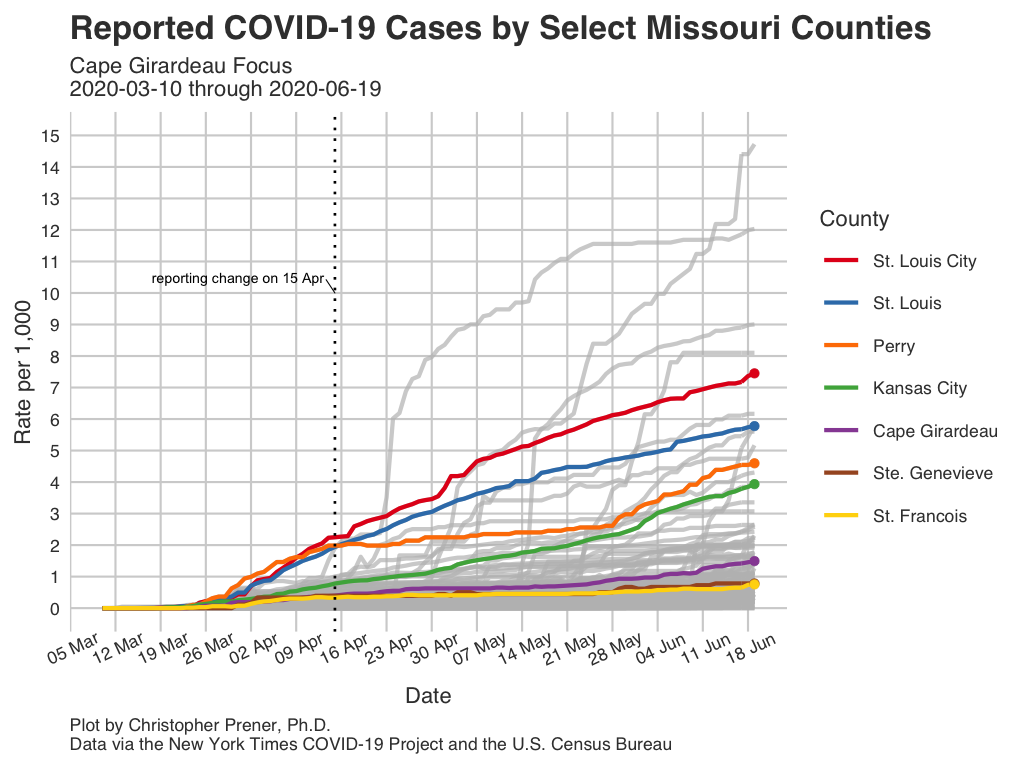 Reported COVID-19 Cases by Select Missouri Counties
Cape Girardeau Focus
2020-03-10 through 2020-06-19
15
14
13
12
11
10
9
8
7
6
5
4
3
2
1
0
Rate per 1,000
reporting change on 15 Apr
05 Mar
12 Mar
19 Mar
26 Mar
02 Apr
09 Apr
16 Apr
23 Apr
30 Apr
07 May
14 May
21 May
28 May
04 Jun
11 Jun
18 Jun
Date
County
St. Louis City
St. Louis
Perry
Kansas City
Cape Girardeau
Ste. Genevieve
St. Francois
Plot by Christopher Prener, Ph.D.
Data via the New York Times COVID-19 Project and the U.S. Census Bureau